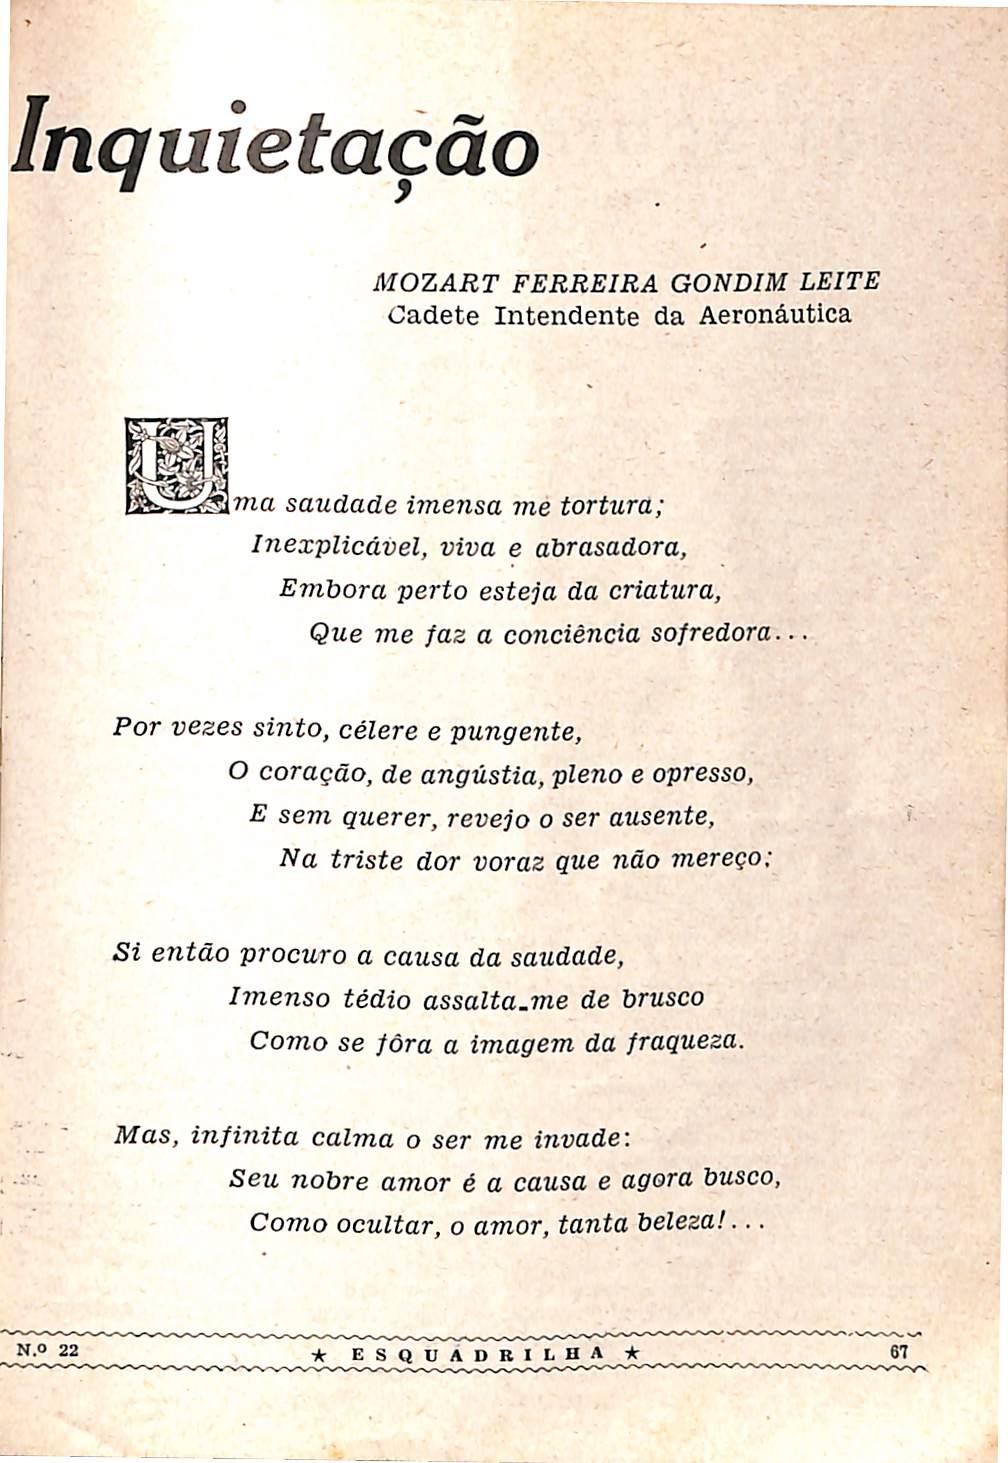 Inquietação
MOZART FERREIRA GONDIM LEITE
Cadete Intendente da Aeronáutica
Uma saudade imensa me tortura;
Inexplicável, viva e abrasadora,
Embora perto esteja da criatura,
Que me faz a conciência sofredora...
Por vezes sinto, célere e pungente,
O coração, de angústia, pleno e opresso,
E sem querer, revejo o ser ausente,
Na triste dor voraz que não mereço;
Si então procuro a causa da saudade,
Imenso tédio assalta-me de brusco
Como se fôra a imagem da fraqueza.
Mas, infinita calma o ser me invade:
Seu nobre amor é a causa e agora busco,
Como ocultar, o amor, tanta beleza!...
N.º 22 ★ ESQUADRILHA ★ 67